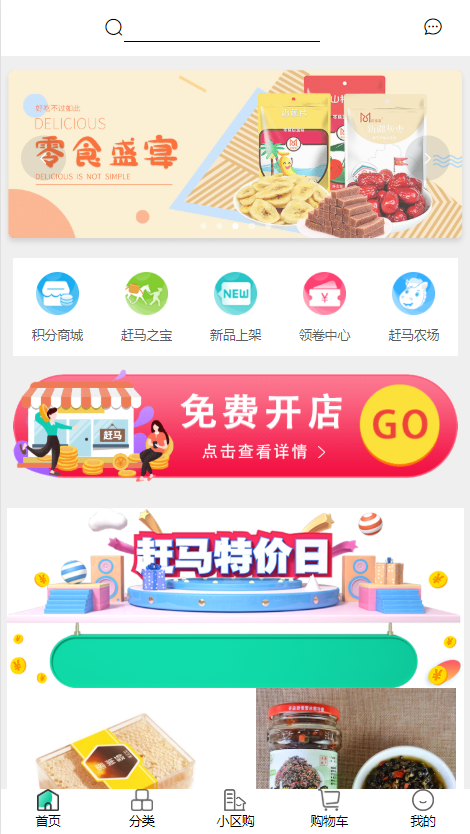 好吃不过如此
DELICIOUS
零食盛宴
DELICIOUS IS NOT SIMPLE
积分商城
赶马之宝
NEW
新品上架
领卷中心
赶马农场
赶马
免费开店
点击查看详情 >
GO
赶马特价日
首页
分类
小区购
购物车
我的